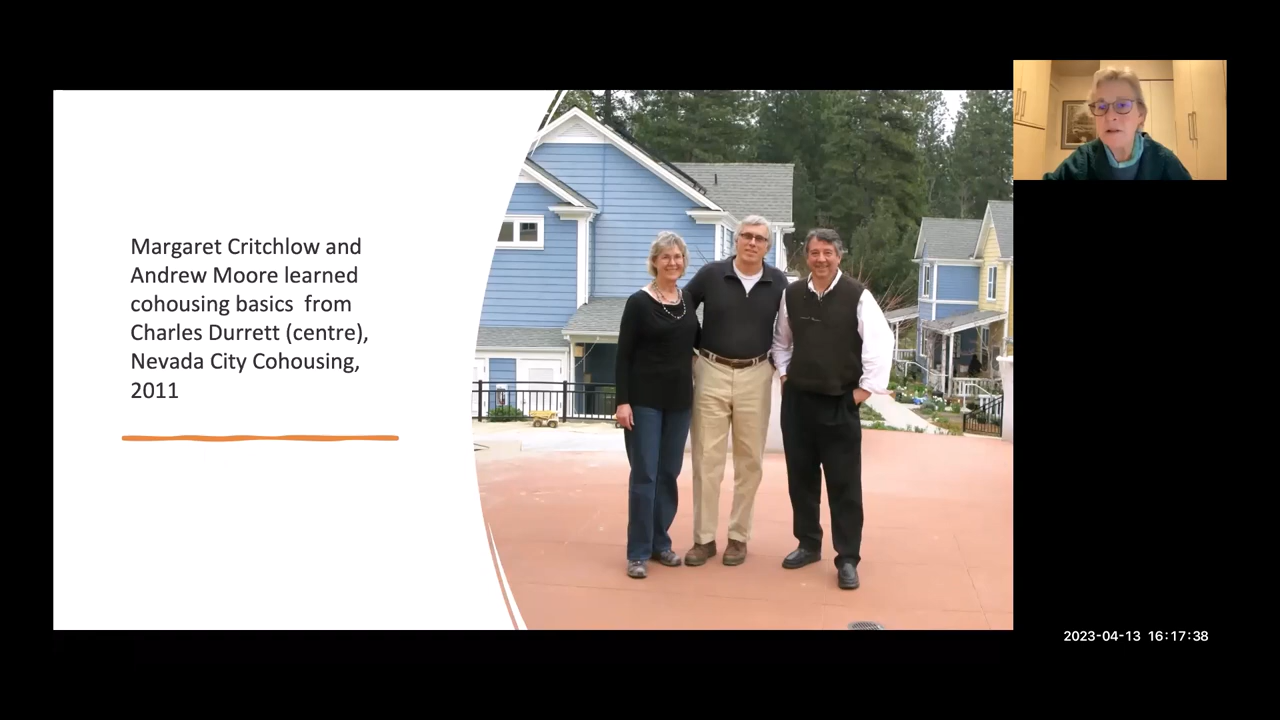 Margaret Critchlow and
Andrew Moore learned
cohousing basics  from
Charles Durrett (centre),
Nevada City Cohousing,
2011
2023-04-13 16:17:38